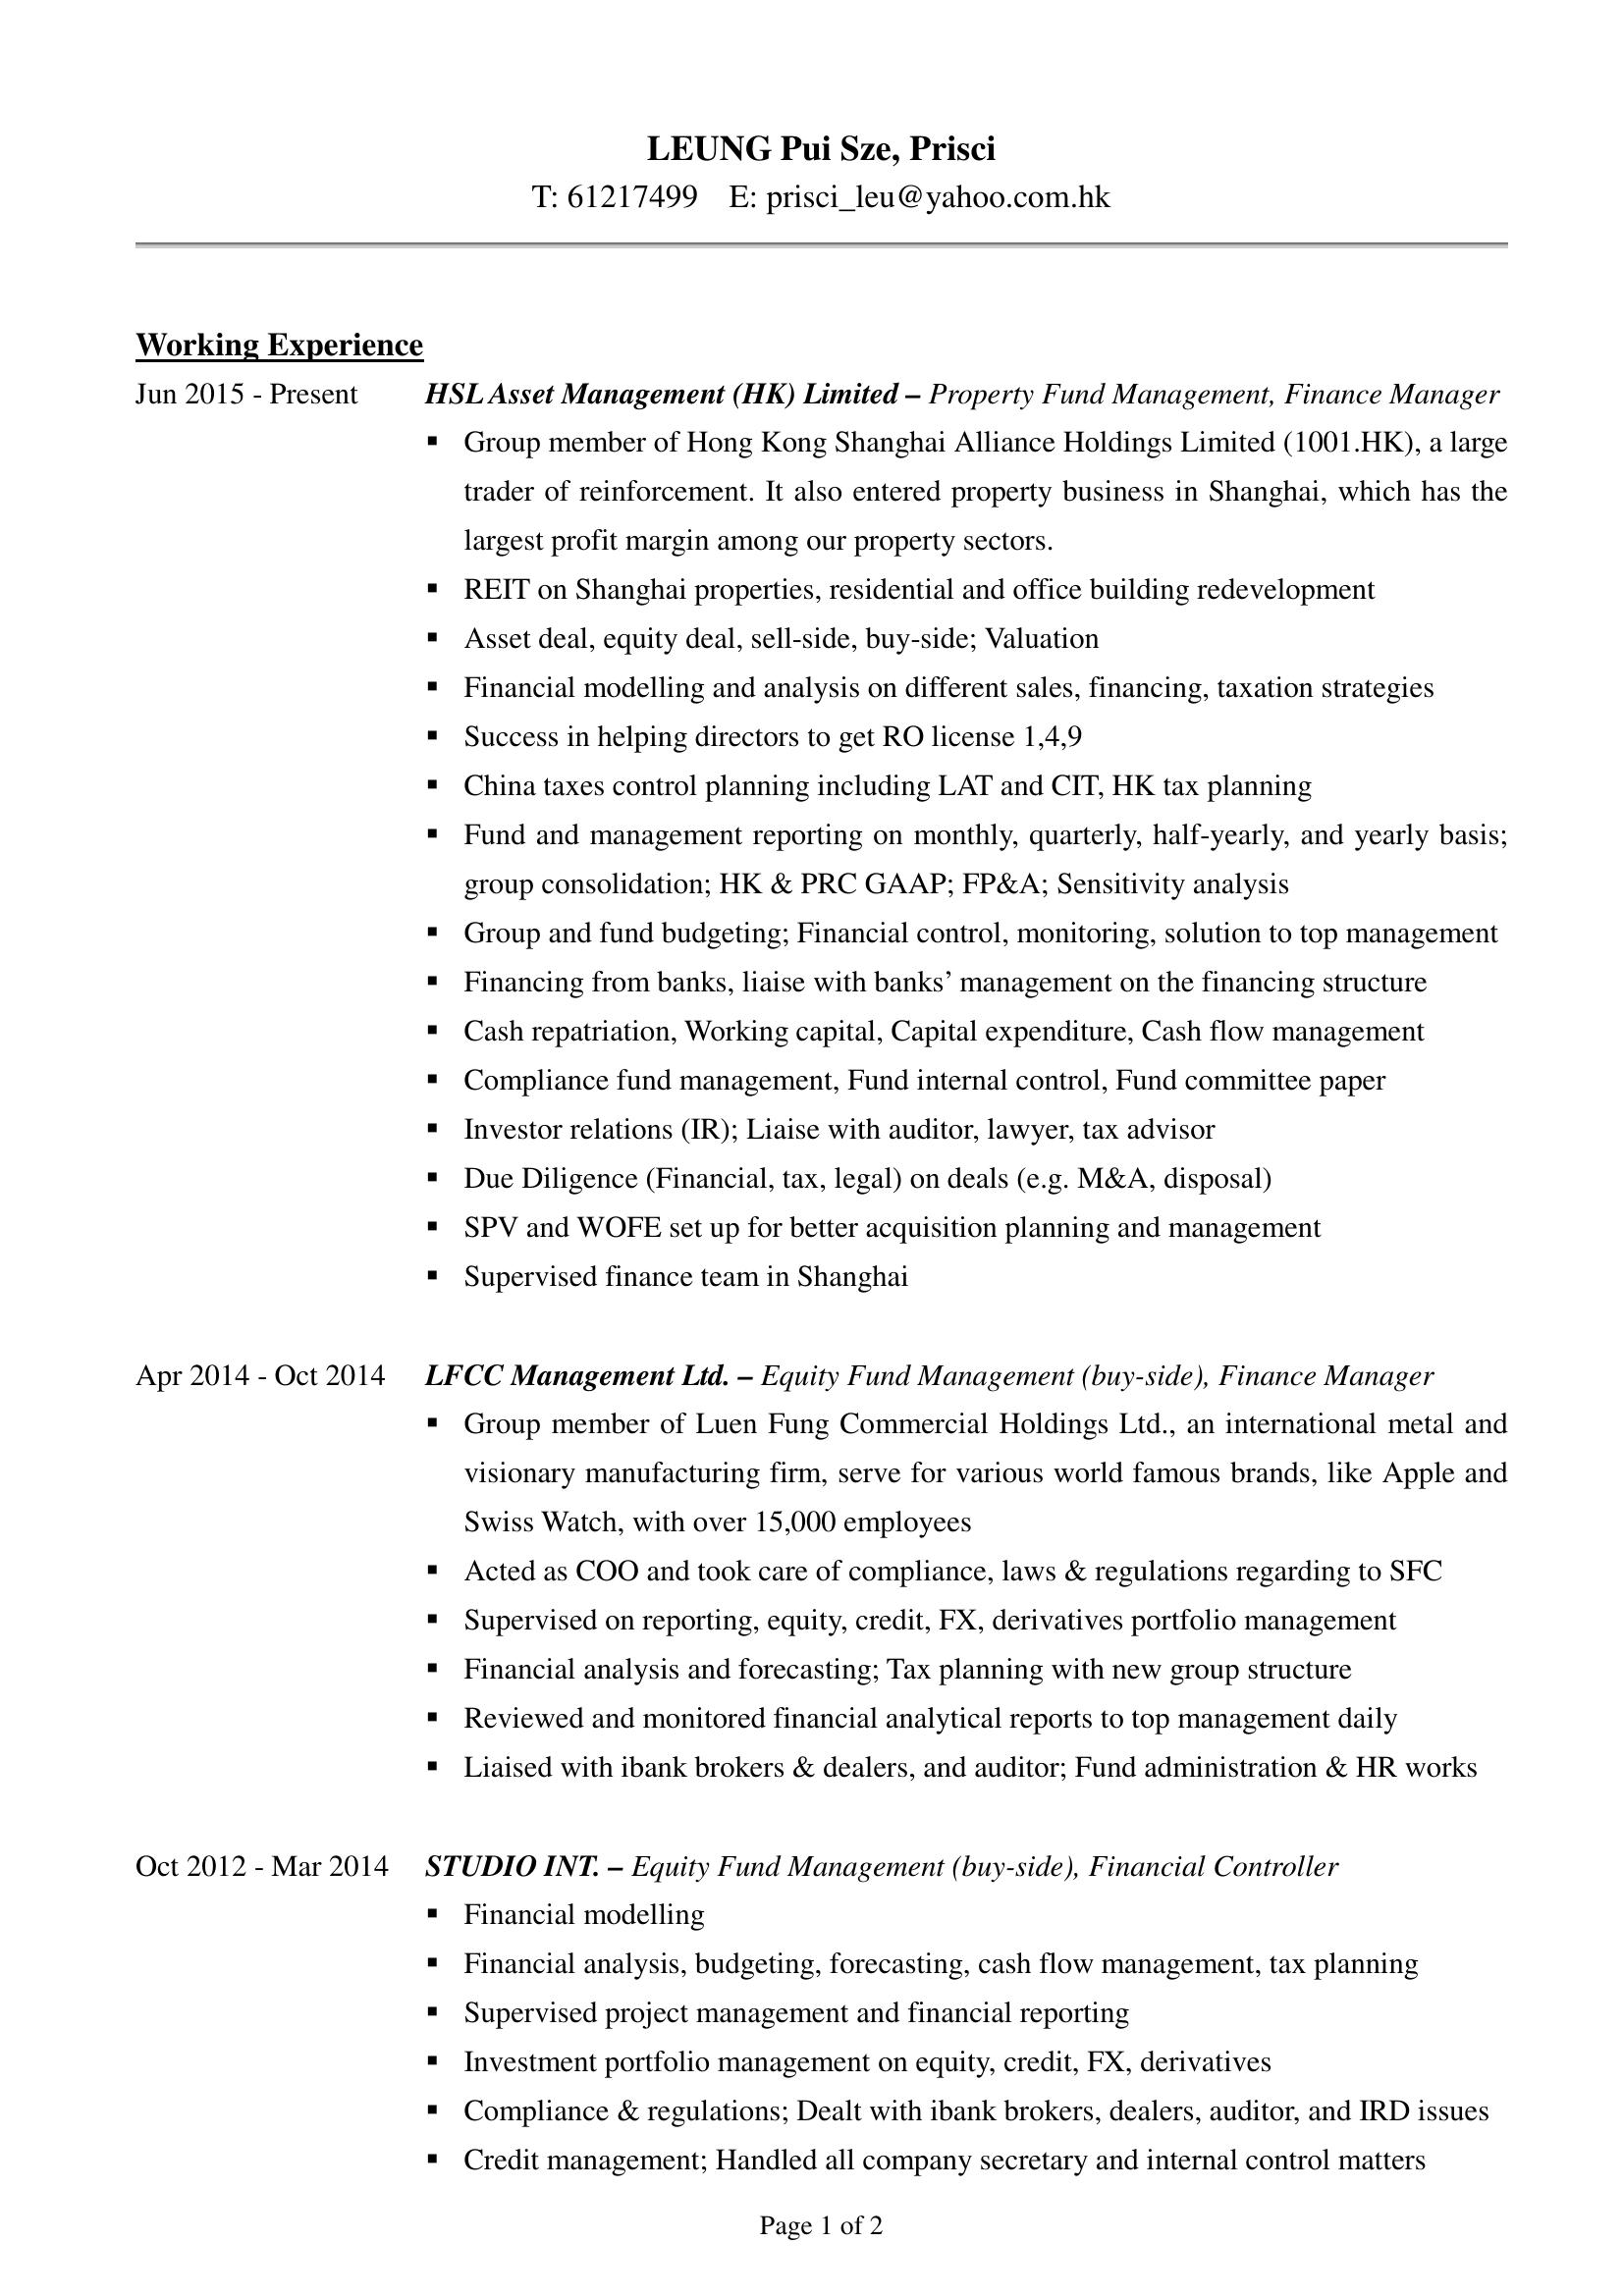 LEUNG Pui Sze, Prisci
T: 61217499 E: prisci_leu@yahoo.com.hk
Working Experience
Jun 2015 - Present HSL Asset Management (HK) Limited – Property Fund Management, Finance Manager
▪ Group member of Hong Kong Shanghai Alliance Holdings Limited (1001.HK), a large
trader of reinforcement. It also entered property business in Shanghai, which has the
largest profit margin among our property sectors.
▪ REIT on Shanghai properties, residential and office building redevelopment
▪ Asset deal, equity deal, sell-side, buy-side; Valuation
▪ Financial modelling and analysis on different sales, financing, taxation strategies
▪ Success in helping directors to get RO license 1,4,9
▪ China taxes control planning including LAT and CIT, HK tax planning
▪ Fund and management reporting on monthly, quarterly, half-yearly, and yearly basis;
group consolidation; HK & PRC GAAP; FP&A; Sensitivity analysis
▪ Group and fund budgeting; Financial control, monitoring, solution to top management
▪ Financing from banks, liaise with banks’ management on the financing structure
▪ Cash repatriation, Working capital, Capital expenditure, Cash flow management
▪ Compliance fund management, Fund internal control, Fund committee paper
▪ Investor relations (IR); Liaise with auditor, lawyer, tax advisor
▪ Due Diligence (Financial, tax, legal) on deals (e.g. M&A, disposal)
▪ SPV and WOFE set up for better acquisition planning and management
▪ Supervised finance team in Shanghai
Apr 2014 - Oct 2014 LFCC Management Ltd. – Equity Fund Management (buy-side), Finance Manager
▪ Group member of Luen Fung Commercial Holdings Ltd., an international metal and
visionary manufacturing firm, serve for various world famous brands, like Apple and
Swiss Watch, with over 15,000 employees
▪ Acted as COO and took care of compliance, laws & regulations regarding to SFC
▪ Supervised on reporting, equity, credit, FX, derivatives portfolio management
▪ Financial analysis and forecasting; Tax planning with new group structure
▪ Reviewed and monitored financial analytical reports to top management daily
▪ Liaised with ibank brokers & dealers, and auditor; Fund administration & HR works
Oct 2012 - Mar 2014 STUDIO INT. – Equity Fund Management (buy-side), Financial Controller
▪ Financial modelling
▪ Financial analysis, budgeting, forecasting, cash flow management, tax planning
▪ Supervised project management and financial reporting
▪ Investment portfolio management on equity, credit, FX, derivatives
▪ Compliance & regulations; Dealt with ibank brokers, dealers, auditor, and IRD issues
▪ Credit management; Handled all company secretary and internal control matters
Page 1 of 2